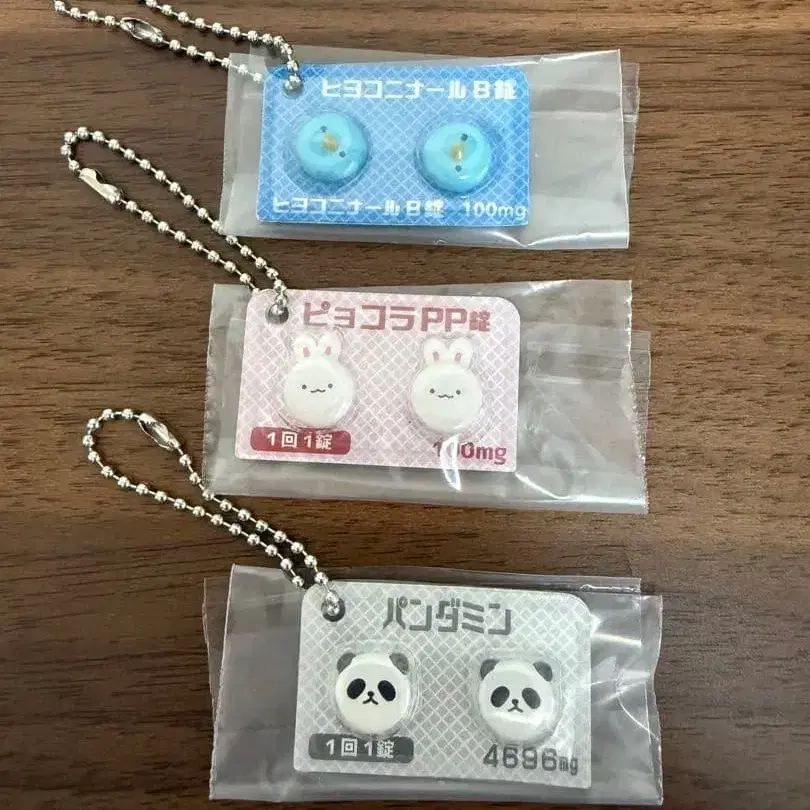 ヒヨコニナールB錠
ヒヨコニナールB錠 100mg
ピョコラPP錠
1回1錠
100mg
パンダミン
1回1錠
4696mg